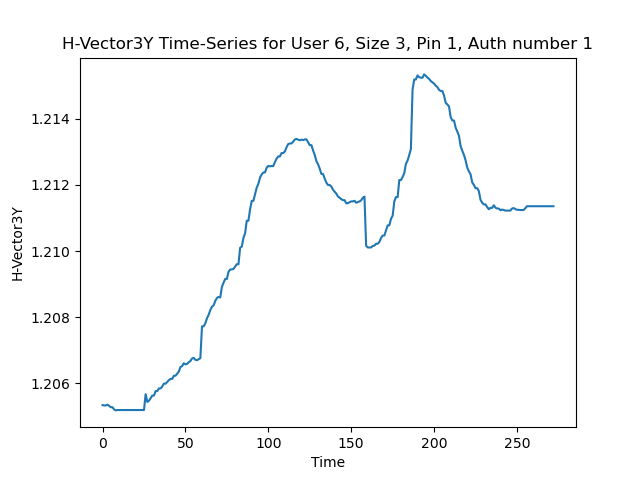 H-Vector3Y Time-Series for User 6, Size 3, Pin 1, Auth number 1
H-Vector3Y
1.214
1.212
1.210
1.208
1.206
0 50 100 150 200 250
Time